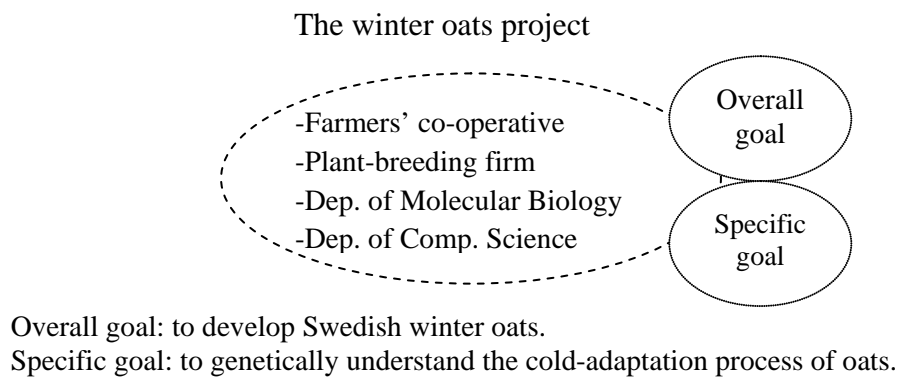 The winter oats project
-Farmers’ co-operative
-Plant-breeding firm
-Dep. of Molecular Biology
-Dep. of Comp. Science
Overall
goal
Specific
goal
Overall goal: to develop Swedish winter oats.
Specific goal: to genetically understand the cold-adaptation process of oats.